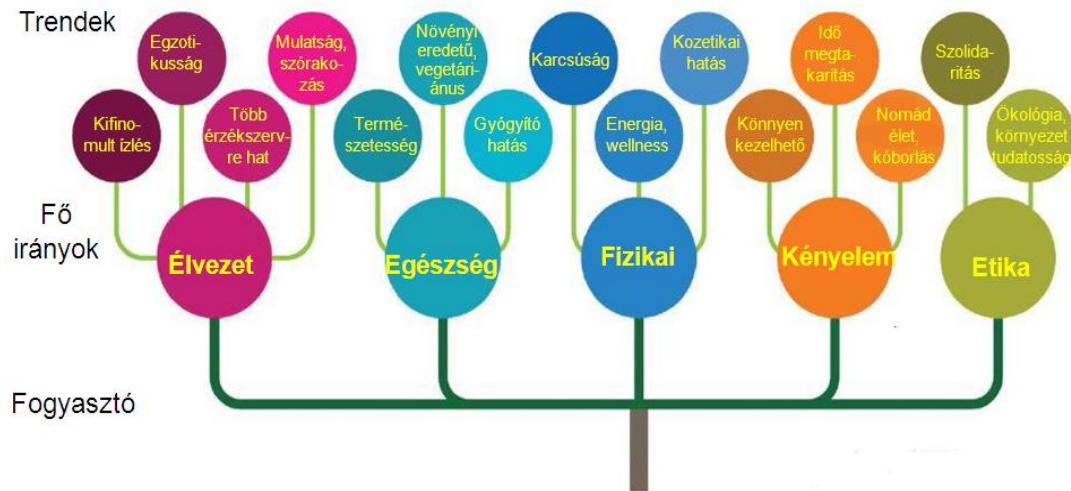 Trendek
Egzoti-
kusság
Mulatság,
szórako-
zás
Növényi
eredetű,
vegetári-
ánus
Karcsúság
Kozetikai
hatás
Idő
megta-
karítás
Szolida-
ritás
Kifino-
mult ízlés
Több
érzékszerv-
re hat
Termé-
szetesség
Gyógyító
hatás
Energia,
wellness
Könnyen
kezelhető
Nomád
élet,
kóborlás
Ökológia,
környezet
tudatosság
Fő
irányok
Élvezet
Egészség
Fizikai
Kényelem
Etika
Fogyasztó